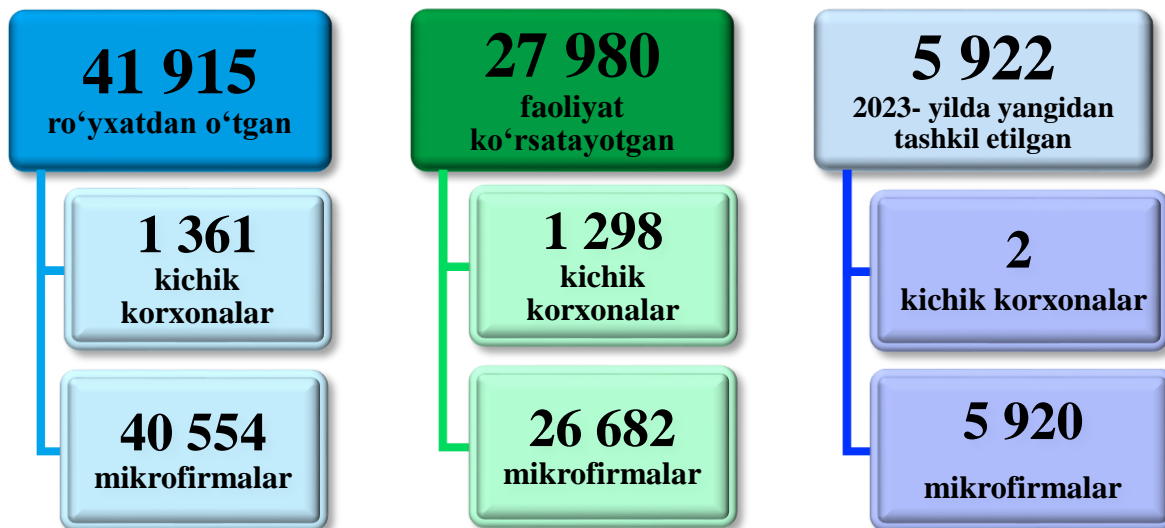 41 915
ro‘yxatdan o‘tgan
1 361
kichik
korxonalar
40 554
mikrofirmalar
27 980
faoliyat
ko‘rsatayotgan
1 298
kichik
korxonalar
26 682
mikrofirmalar
5 922
2023- yilda yangidan
tashkil etilgan
2
kichik korxonalar
5 920
mikrofirmalar